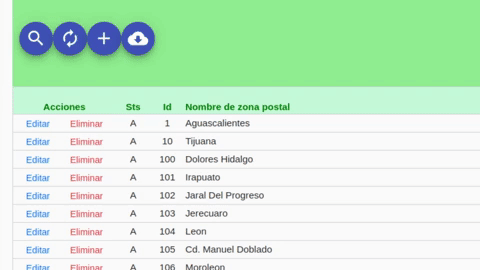 Acciones Sts Id Nombre de zona postal
Editar Eliminar A 1 Aguascalientes
Editar Eliminar A 10 Tijuana
Editar Eliminar A 100 Dolores Hidalgo
Editar Eliminar A 101 Irapuato
Editar Eliminar A 102 Jaral Del Progreso
Editar Eliminar A 103 Jerecuaro
Editar Eliminar A 104 Leon
Editar Eliminar A 105 Cd. Manuel Doblado
Editar Eliminar A 106 Moroleon